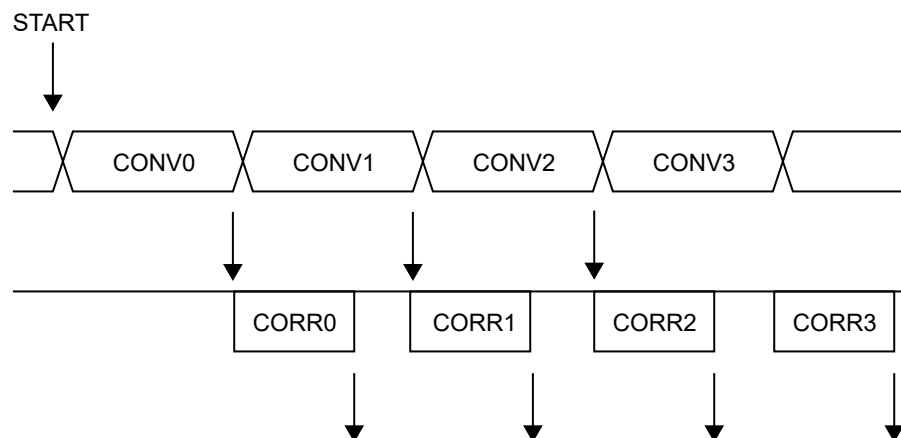 START
CONV0 CONV1 CONV2 CONV3
CORR0 CORR1 CORR2 CORR3